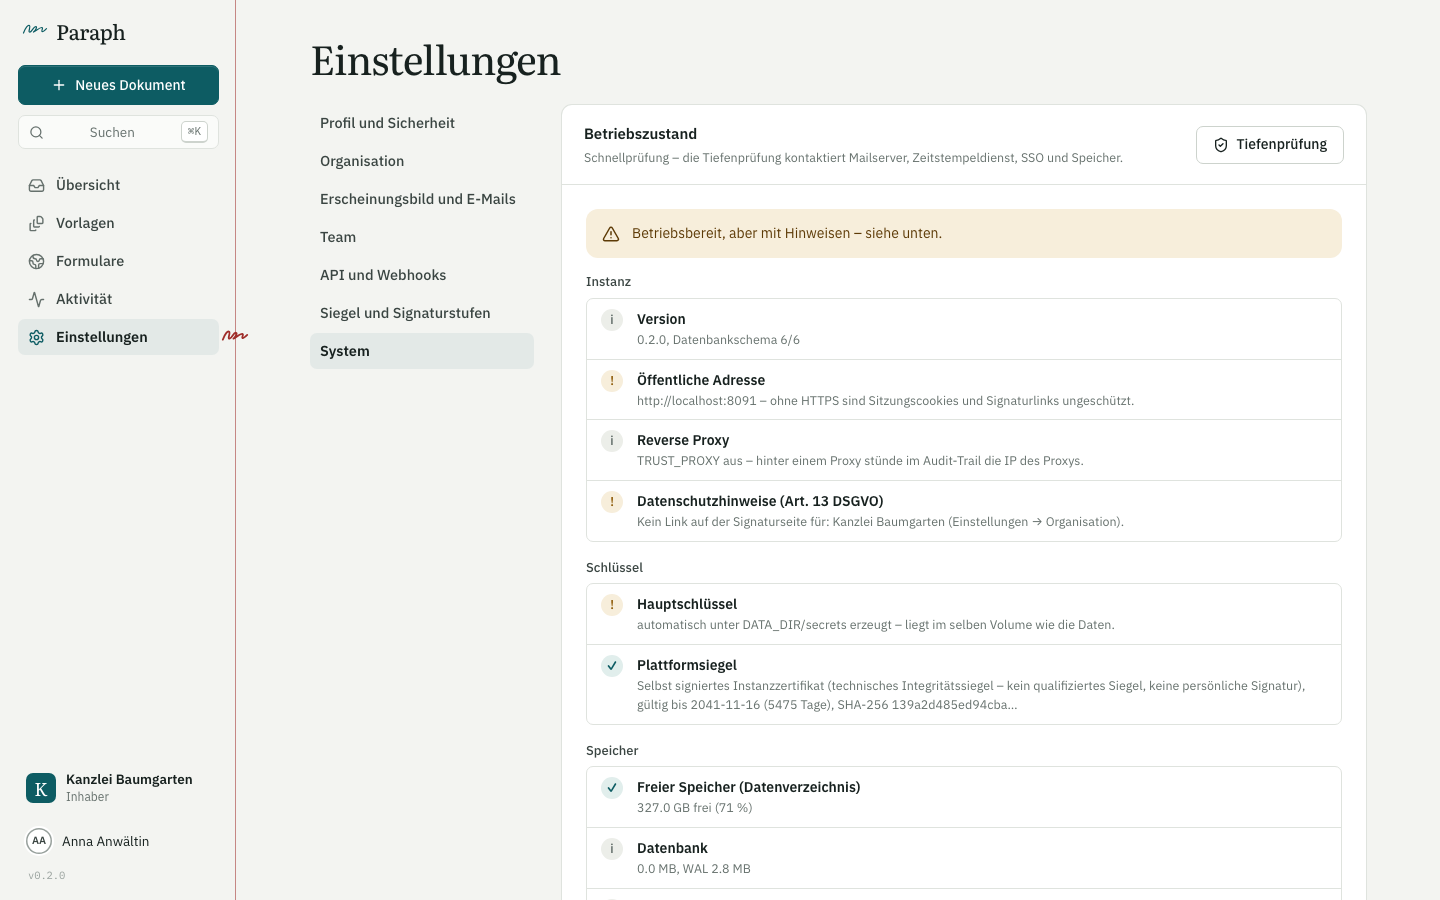 Paraph
Neues Dokument
Suchen
⌘K
Übersicht
Vorlagen
Formulare
Aktivität
Einstellungen
Kanzlei Baumgarten
K
Inhaber
AA
Anna Anwältin
v0.2.0
Einstellungen
Profil und Sicherheit
Organisation
Erscheinungsbild und E-Mails
Team
API und Webhooks
Siegel und Signaturstufen
System
Betriebszustand
Schnellprüfung – die Tiefenprüfung kontaktiert Mailserver, Zeitstempeldienst, SSO und Speicher.
Tiefenprüfung
Betriebsbereit, aber mit Hinweisen – siehe unten.
Instanz
i Version
0.2.0, Datenbankschema 6/6
! Öffentliche Adresse
http://localhost:8091 – ohne HTTPS sind Sitzungscookies und Signaturlinks ungeschützt.
i Reverse Proxy
TRUST_PROXY aus – hinter einem Proxy stünde im Audit-Trail die IP des Proxys.
! Datenschutzhinweise (Art. 13 DSGVO)
Kein Link auf der Signaturseite für: Kanzlei Baumgarten (Einstellungen → Organisation).
Schlüssel
! Hauptschlüssel
automatisch unter DATA_DIR/secrets erzeugt – liegt im selben Volume wie die Daten.
Plattformsiegel
Selbst signiertes Instanzzertifikat (technisches Integritätssiegel – kein qualifiziertes Siegel, keine persönliche Signatur),
gültig bis 2041-11-16 (5475 Tage), SHA-256 139a2d485ed94cba…
Speicher
Freier Speicher (Datenverzeichnis)
327.0 GB frei (71 %)
i Datenbank
0.0 MB, WAL 2.8 MB